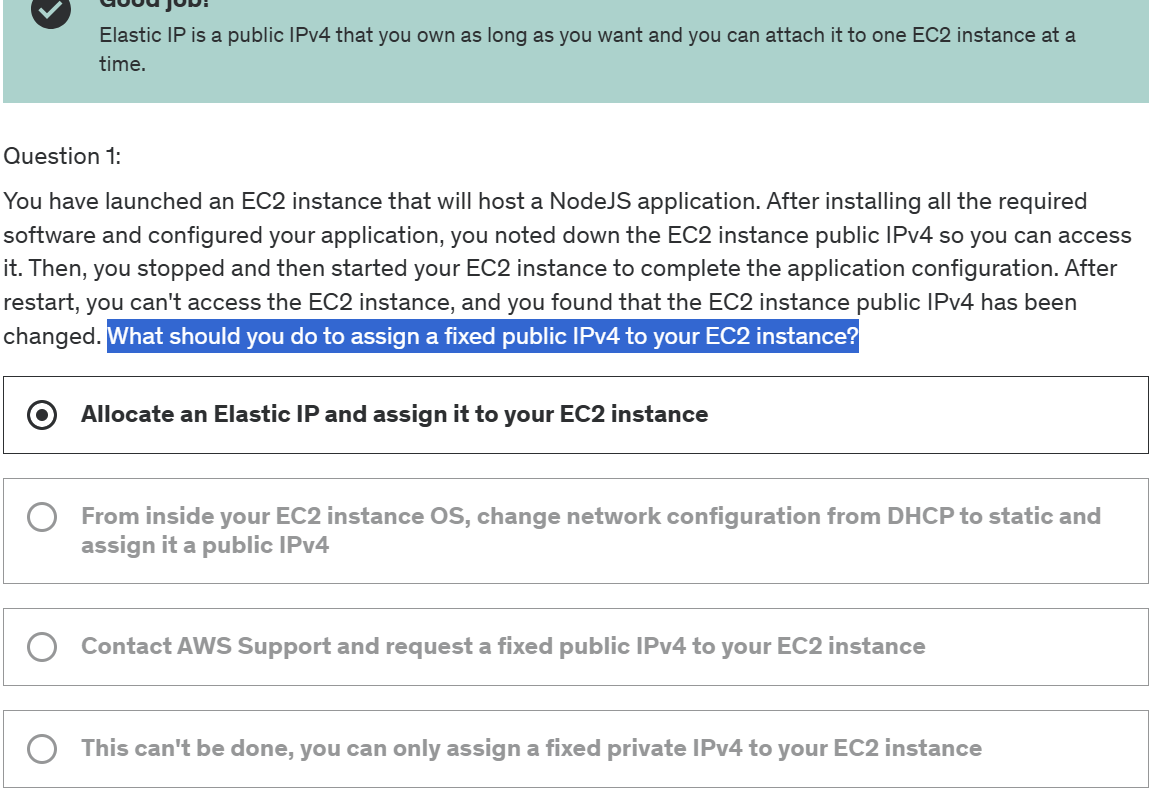 Good job!
Elastic IP is a public IPv4 that you own as long as you want and you can attach it to one EC2 instance at a
time.
Question 1:
You have launched an EC2 instance that will host a NodeJS application. After installing all the required
software and configured your application, you noted down the EC2 instance public IPv4 so you can access
it. Then, you stopped and then started your EC2 instance to complete the application configuration. After
restart, you can't access the EC2 instance, and you found that the EC2 instance public IPv4 has been
changed. What should you do to assign a fixed public IPv4 to your EC2 instance?
Allocate an Elastic IP and assign it to your EC2 instance
From inside your EC2 instance OS, change network configuration from DHCP to static and
assign it a public IPv4
Contact AWS Support and request a fixed public IPv4 to your EC2 instance
This can't be done, you can only assign a fixed private IPv4 to your EC2 instance